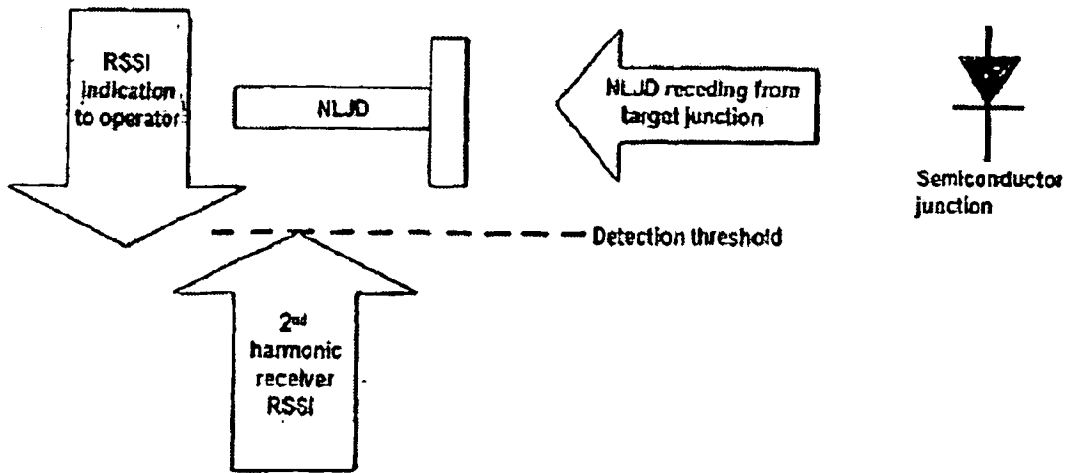 RSSI
indication
to operator
NLJD
NLJD receding from
target junction
Semiconductor
junction
Detection threshold
2nd
harmonic
receiver
RSSI